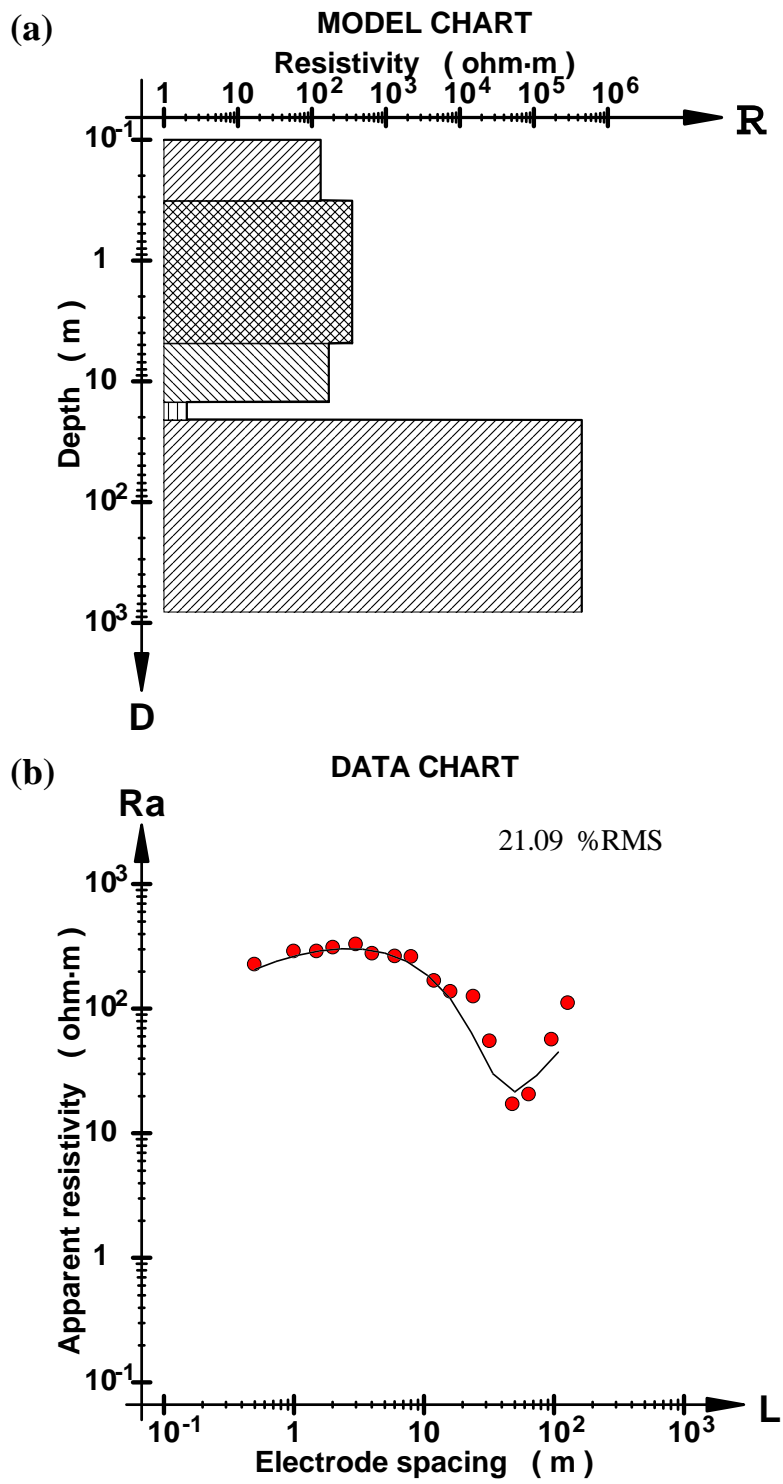 (a)
MODEL CHART
Resistivity ( ohm·m)
1 10 10² 10³ 10⁴ 10⁵ 10⁶
R
10⁻¹
1
10
10²
10³
Depth ( m )
D
(b)
DATA CHART
Ra
21.09 %RMS
10³
10²
10
1
10⁻¹
Apparent resistivity ( ohm·m)
10⁻¹ 1 10 10² 10³
L
Electrode spacing ( m )